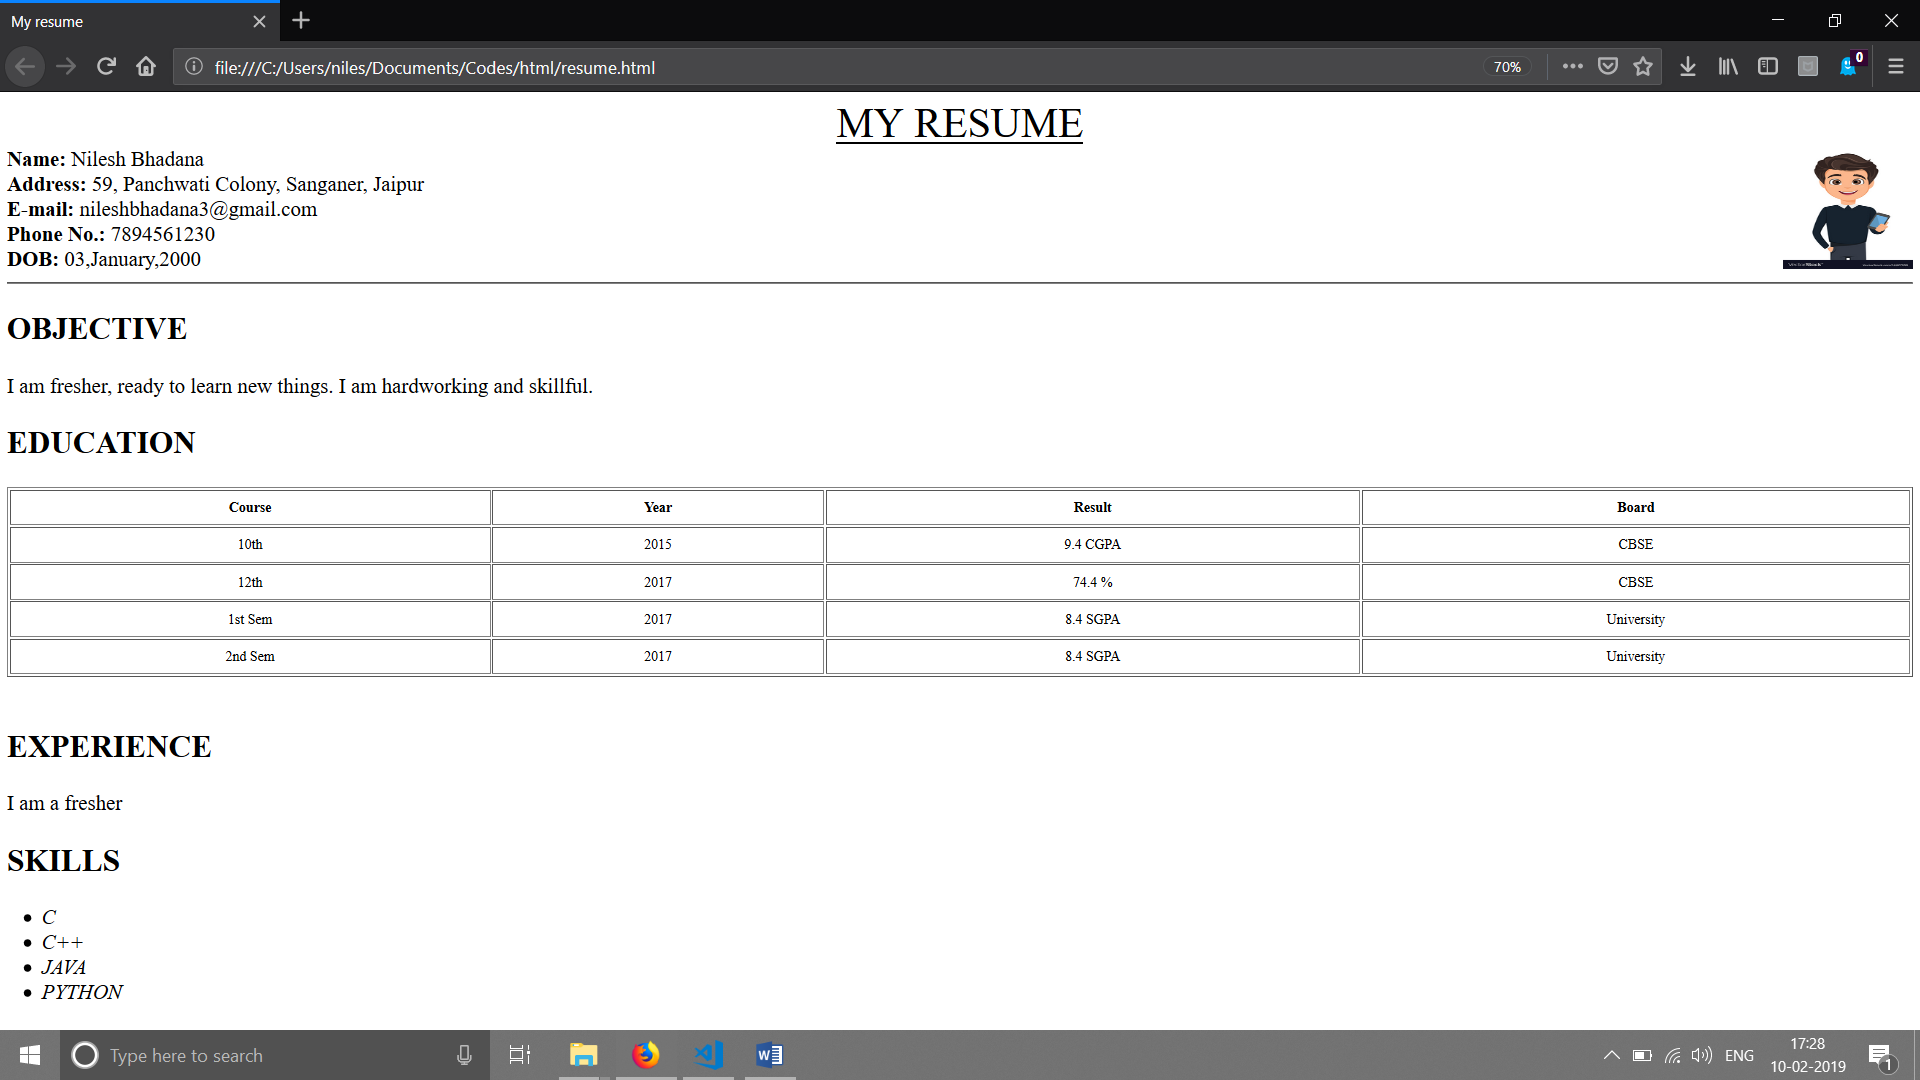 My resume
file:///C:/Users/niles/Documents/Codes/html/resume.html
70%
0
MY RESUME
Name: Nilesh Bhadana
Address: 59, Panchwati Colony, Sanganer, Jaipur
E-mail: nileshbhadana3@gmail.com
Phone No.: 7894561230
DOB: 03,January,2000
OBJECTIVE
I am fresher, ready to learn new things. I am hardworking and skillful.
EDUCATION
Course Year Result Board
10th 2015 9.4 CGPA CBSE
12th 2017 74.4 % CBSE
1st Sem 2017 8.4 SGPA University
2nd Sem 2017 8.4 SGPA University
EXPERIENCE
I am a fresher
SKILLS
C
C++
JAVA
PYTHON
Type here to search
ENG
17:28
10-02-2019
1